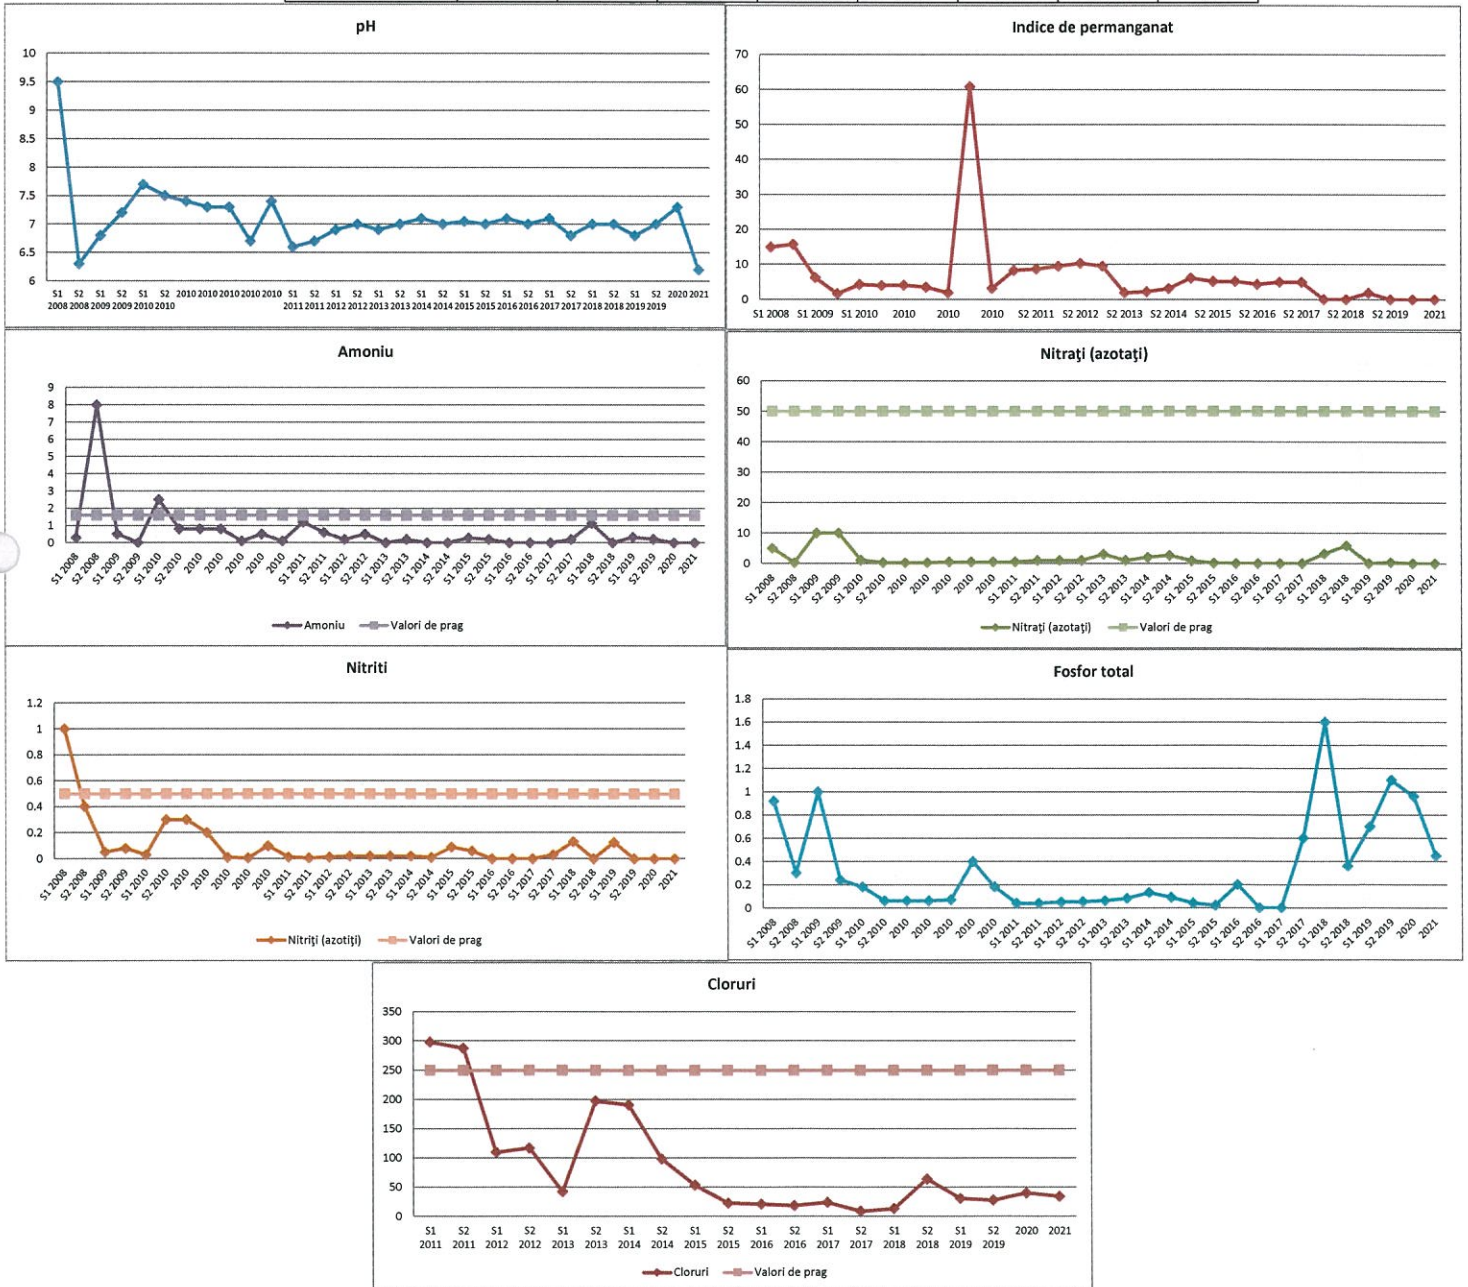 pH
10
9.5
9
8.5
8
7.5
7
6.5
6
S1 S2 S1 S2 S1 S2 2010 2010 2010 2010 2010 S1 S2 S1 S2 S1 S2 S1 S2 S1 S2 S1 S2 S1 S2 S1 S2 S1 S2 2020 2021
2008 2008 2009 2009 2010 2010 2011 2011 2012 2012 2013 2013 2014 2014 2015 2015 2016 2016 2017 2017 2018 2018 2019 2019
Indice de permanganat
70
60
50
40
30
20
10
0
S1 2008 S1 2009 S1 2010 2010 2010 2010 S2 2011 S2 2012 S2 2013 S2 2014 S2 2015 S2 2016 S2 2017 S2 2018 S2 2019 2021
Amoniu
9
8
7
6
5
4
3
2
1
0
S1 2008 S2 2008 S1 2009 S2 2009 S1 2010 S2 2010 2010 2010 2010 2010 2010 S1 2011 S2 2011 S1 2012 S2 2012 S1 2013 S2 2013 S1 2014 S2 2014 S1 2015 S2 2015 S1 2016 S2 2016 S1 2017 S2 2017 S1 2018 S2 2018 S1 2019 S2 2019 2020 2021
Amoniu Valori de prag
Nitrați (azotați)
60
50
40
30
20
10
0
S1 2008 S2 2008 S1 2009 S2 2009 S1 2010 S2 2010 2010 2010 2010 2010 2010 S1 2011 S2 2011 S1 2012 S2 2012 S1 2013 S2 2013 S1 2014 S2 2014 S1 2015 S2 2015 S1 2016 S2 2016 S1 2017 S2 2017 S1 2018 S2 2018 S1 2019 S2 2019 2020 2021
Nitrați (azotați) Valori de prag
Nitriti
1.2
1
0.8
0.6
0.4
0.2
0
S1 2008 S2 2008 S1 2009 S2 2009 S1 2010 S2 2010 2010 2010 2010 2010 2010 S1 2011 S2 2011 S1 2012 S2 2012 S1 2013 S2 2013 S1 2014 S2 2014 S1 2015 S2 2015 S1 2016 S2 2016 S1 2017 S2 2017 S1 2018 S2 2018 S1 2019 S2 2019 2020 2021
Nitriți (azotiți) Valori de prag
Fosfor total
1.8
1.6
1.4
1.2
1
0.8
0.6
0.4
0.2
0
S1 2008 S2 2008 S1 2009 S2 2009 S1 2010 S2 2010 2010 2010 2010 2010 2010 S1 2011 S2 2011 S1 2012 S2 2012 S1 2013 S2 2013 S1 2014 S2 2014 S1 2015 S2 2015 S1 2016 S2 2016 S1 2017 S2 2017 S1 2018 S2 2018 S1 2019 S2 2019 2020 2021
Cloruri
350
300
250
200
150
100
50
0
S1 S2 S1 S2 S1 S2 S1 S2 S1 S2 S1 S2 S1 S2 S1 S2 S1 S2 2020 2021
2011 2011 2012 2012 2013 2013 2014 2014 2015 2015 2016 2016 2017 2017 2018 2018 2019 2019
Cloruri Valori de prag